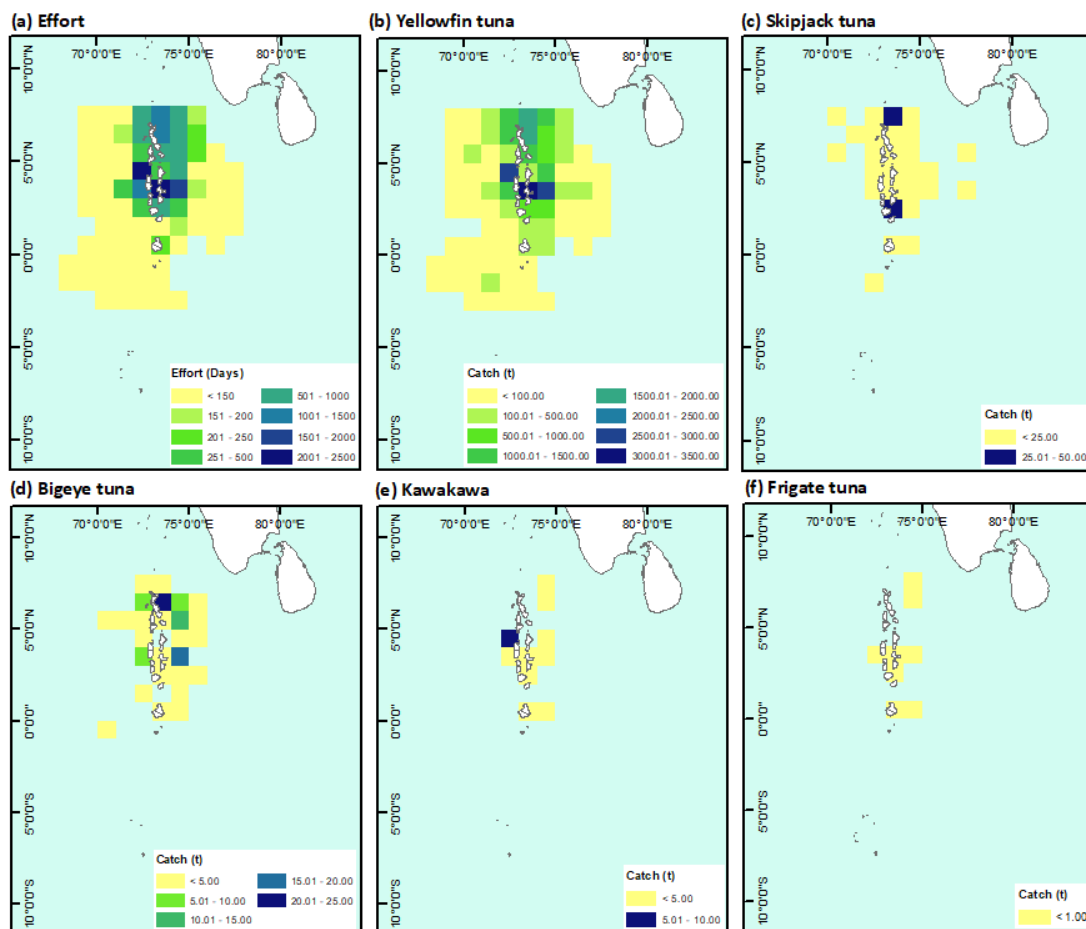 (a) Effort
70°0'0"E 75°0'0"E 80°0'0"E
10°0'0"N
5°0'0"N
0°0'0"
5°0'0"S
10°0'0"S
Effort (Days)
< 150 501 - 1000
151 - 200 1001 - 1500
201 - 250 1501 - 2000
251 - 500 2001 - 2500
(b) Yellowfin tuna
70°0'0"E 75°0'0"E 80°0'0"E
10°0'0"N
5°0'0"N
0°0'0"
5°0'0"S
10°0'0"S
Catch (t)
< 100.00 1500.01 - 2000.00
100.01 - 500.00 2000.01 - 2500.00
500.01 - 1000.00 2500.01 - 3000.00
1000.01 - 1500.00 3000.01 - 3500.00
(c) Skipjack tuna
70°0'0"E 75°0'0"E 80°0'0"E
10°0'0"N
5°0'0"N
0°0'0"
5°0'0"S
10°0'0"S
Catch (t)
< 25.00
25.01 - 50.00
(d) Bigeye tuna
70°0'0"E 75°0'0"E 80°0'0"E
10°0'0"N
5°0'0"N
0°0'0"
5°0'0"S
10°0'0"S
Catch (t)
< 5.00 15.01 - 20.00
5.01 - 10.00 20.01 - 25.00
10.01 - 15.00
(e) Kawakawa
70°0'0"E 75°0'0"E 80°0'0"E
10°0'0"N
5°0'0"N
0°0'0"
5°0'0"S
10°0'0"S
Catch (t)
< 5.00
5.01 - 10.00
(f) Frigate tuna
70°0'0"E 75°0'0"E 80°0'0"E
10°0'0"N
5°0'0"N
0°0'0"
5°0'0"S
10°0'0"S
Catch (t)
< 1.00